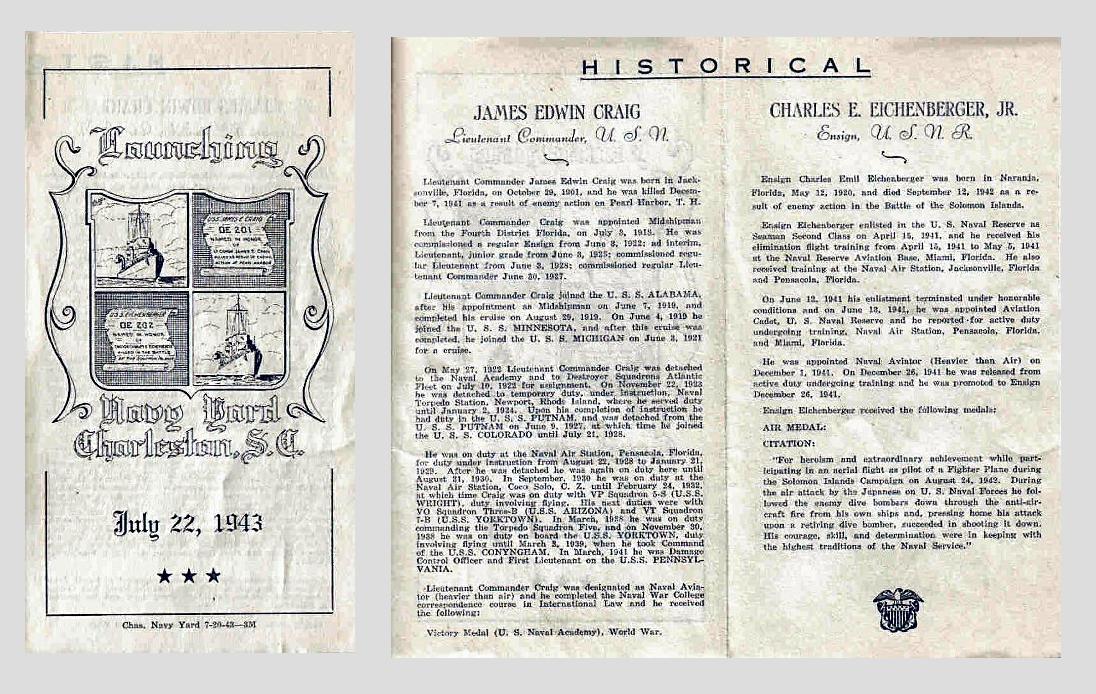 Launching
USS JAMES E CRAIG
DE 201
NAMED IN HONOR
OF
LT COMDR JAMES E CRAIG
KILLED AS RESULT OF ENEMY
ACTION AT PEARL HARBOR
U.S.S. EICHENBERGER
DE 202
NAMED IN HONOR
OF
KILLED IN THE BATTLE
OF THE SOLOMON ISLANDS
Navy Yard
Charleston, S.C.
July 22, 1943
★ ★ ★
Chas. Navy Yard 7-20-43—3M
HISTORICAL
JAMES EDWIN CRAIG
Lieutenant Commander, U. S. N.
Lieutenant Commander James Edwin Craig was born in Jack-
sonville, Florida, on October 29, 1901, and he was killed Decem-
ber 7, 1941 as a result of enemy action on Pearl Harbor, T. H.
Lieutenant Commander Craig was appointed Midshipman
from the Fourth District Florida, on July 3, 1918. He was
commissioned a regular Ensign from June 3, 1922; ad interim,
Lieutenant, junior grade from June 3, 1925; commissioned regu-
lar Lieutenant from June 3, 1928; commissioned regular Lieu-
tenant Commander June 30, 1937.
Lieutenant Commander Craig joined the U. S. S. ALABAMA,
after his appointment as Midshipman on June 7, 1919, and
completed his cruise on August 29, 1919. On June 4, 1919 he
joined the U. S. S. MINNESOTA, and after this cruise was
completed, he joined the U. S. S. MICHIGAN on June 3, 1921
for a cruise.
On May 27, 1922 Lieutenant Commander Craig was detached
to the Naval Academy and to Destroyer Squadrons Atlantic
Fleet on July 10, 1922 for assignment. On November 22, 1923
he was detached to temporary duty, under instruction, Naval
Torpedo Station, Newport, Rhode Island, where he served duty
until January 2, 1924. Upon his completion of instruction he
had duty in the U. S. S. PUTNAM, and was detached from the
U. S. S. PUTNAM on June 9, 1927, at which time he joined
the U. S. S. COLORADO until July 21, 1928.
He was on duty at the Naval Air Station, Pensacola, Florida,
for duty under instruction from August 22, 1928 to January 21,
1929. After he was detached he was again on duty here until
August 21, 1930. In September, 1930 he was on duty at the
Naval Air Station, Coco Solo, C. Z. until February 24, 1932,
at which time Craig was on duty with VP Squadron 5-S (U.S.S.
WRIGHT), duty involving flying. His next duties were with
VO Squadron Three-B (U.S.S. ARIZONA) and VT Squadron
7-B (U.S.S. YORKTOWN). In March, 1938 he was on duty
commanding the Torpedo Squadron Five, and on November 30,
1938 he was on duty on board the U.S.S. YORKTOWN, duty
involving flying until March 3, 1939, when he took Command
of the U.S.S. CONYNGHAM. In March, 1941 he was Damage
Control Officer and First Lieutenant on the U.S.S. PENNSYL-
VANIA.
Lieutenant Commander Craig was designated as Naval Avia-
tor (heavier than air) and he completed the Naval War College
correspondence course in International Law and he received
the following:
Victory Medal (U. S. Naval Academy), World War.
CHARLES E. EICHENBERGER, JR.
Ensign, U. S. N. R.
Ensign Charles Emil Eichenberger was born in Naranja,
Florida, May 12, 1920, and died September 12, 1942 as a re-
sult of enemy action in the Battle of the Solomon Islands.
Ensign Eichenberger enlisted in the U. S. Naval Reserve as
Seaman Second Class on April 15, 1941, and he received his
elimination flight training from April 15, 1941 to May 5, 1941
at the Naval Reserve Aviation Base, Miami, Florida. He also
received training at the Naval Air Station, Jacksonville, Florida
and Pensacola, Florida.
On June 12, 1941 his enlistment terminated under honorable
conditions and on June 13, 1941, he was appointed Aviation
Cadet, U. S. Naval Reserve and reported for active duty
undergoing training, Naval Air Station, Pensacola, Florida,
and Miami, Florida.
He was appointed Naval Aviator (Heavier than Air) on
December 1, 1941. On December 26, 1941 he was released from
active duty undergoing training and he was promoted to Ensign
December 26, 1941.
Ensign Eichenberger received the following medals:
AIR MEDAL:
CITATION:
"For heroism and extraordinary achievement while part-
icipating in an aerial flight as pilot of a Fighter Plane during
the Solomon Islands Campaign on August 24, 1942. During
the air attack by the Japanese on U. S. Naval Forces he fol-
lowed the enemy dive bombers down through the anti-air-
craft fire from his own ships and, pressing home his attack
upon a retiring dive bomber, succeeded in shooting it down.
His courage, skill, and determination were in keeping with
the highest traditions of the Naval Service."